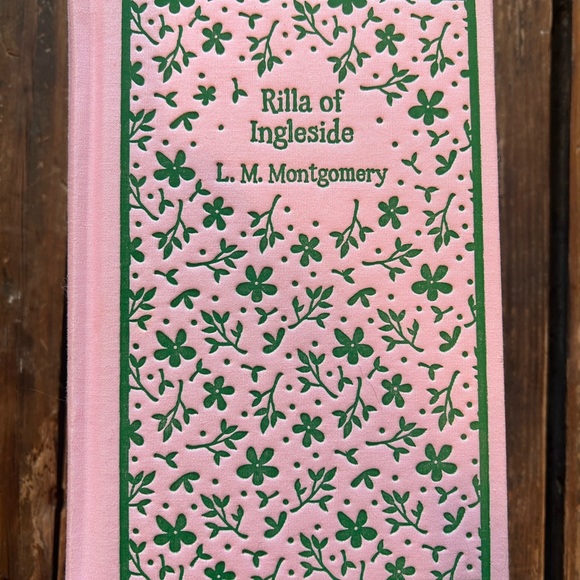 Rilla of
Ingleside
L. M. Montgomery